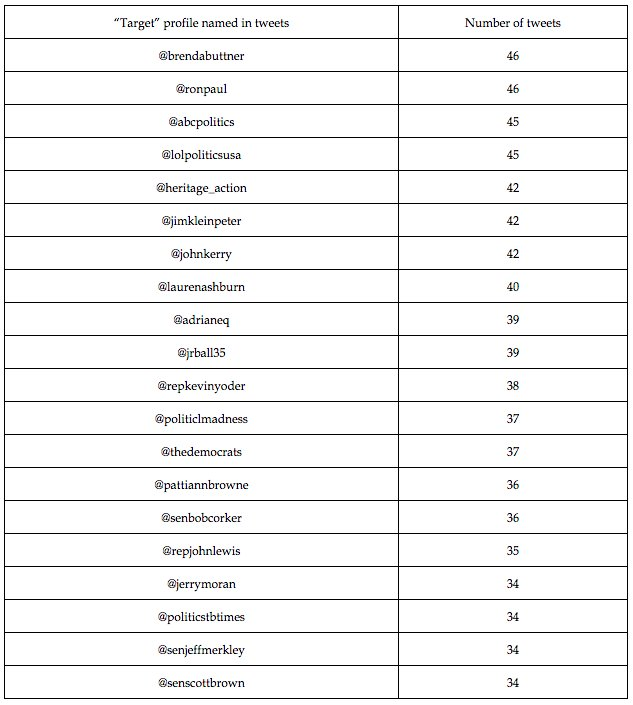 “Target” profile named in tweets Number of tweets
@brendabuttner 46
@ronpaul 46
@abcpolitics 45
@lolpoliticsusa 45
@heritage_action 42
@jimkleinpeter 42
@johnkerry 42
@laurenashburn 40
@adrianeq 39
@jrball35 39
@repkevinyoder 38
@politiclmadness 37
@thedemocrats 37
@pattiannbrowne 36
@senbobcorker 36
@repjohnlewis 35
@jerrymoran 34
@politicstbtimes 34
@senjeffmerkley 34
@senscottbrown 34